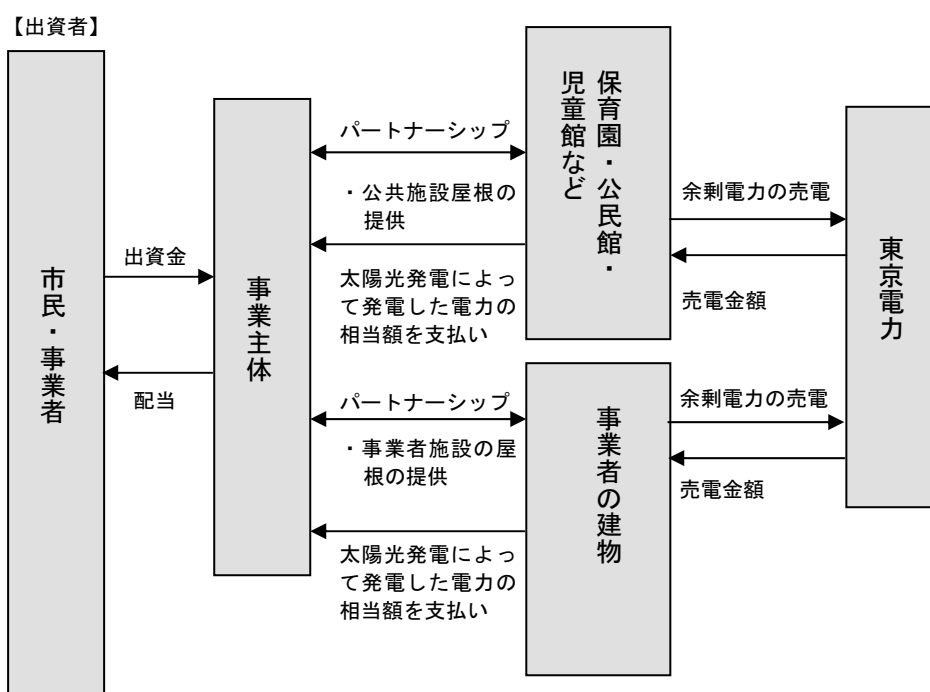 【出資者】
市民・事業者
出資金
配当
事業主体
パートナーシップ
・公共施設屋根の
提供
太陽光発電によっ
て発電した電力の
相当額を支払い
パートナーシップ
・事業者施設の屋
根の提供
太陽光発電によっ
て発電した電力の
相当額を支払い
保育園・公民館・
児童館など
事業者の建物
余剰電力の売電
売電金額
余剰電力の売電
売電金額
東京電力